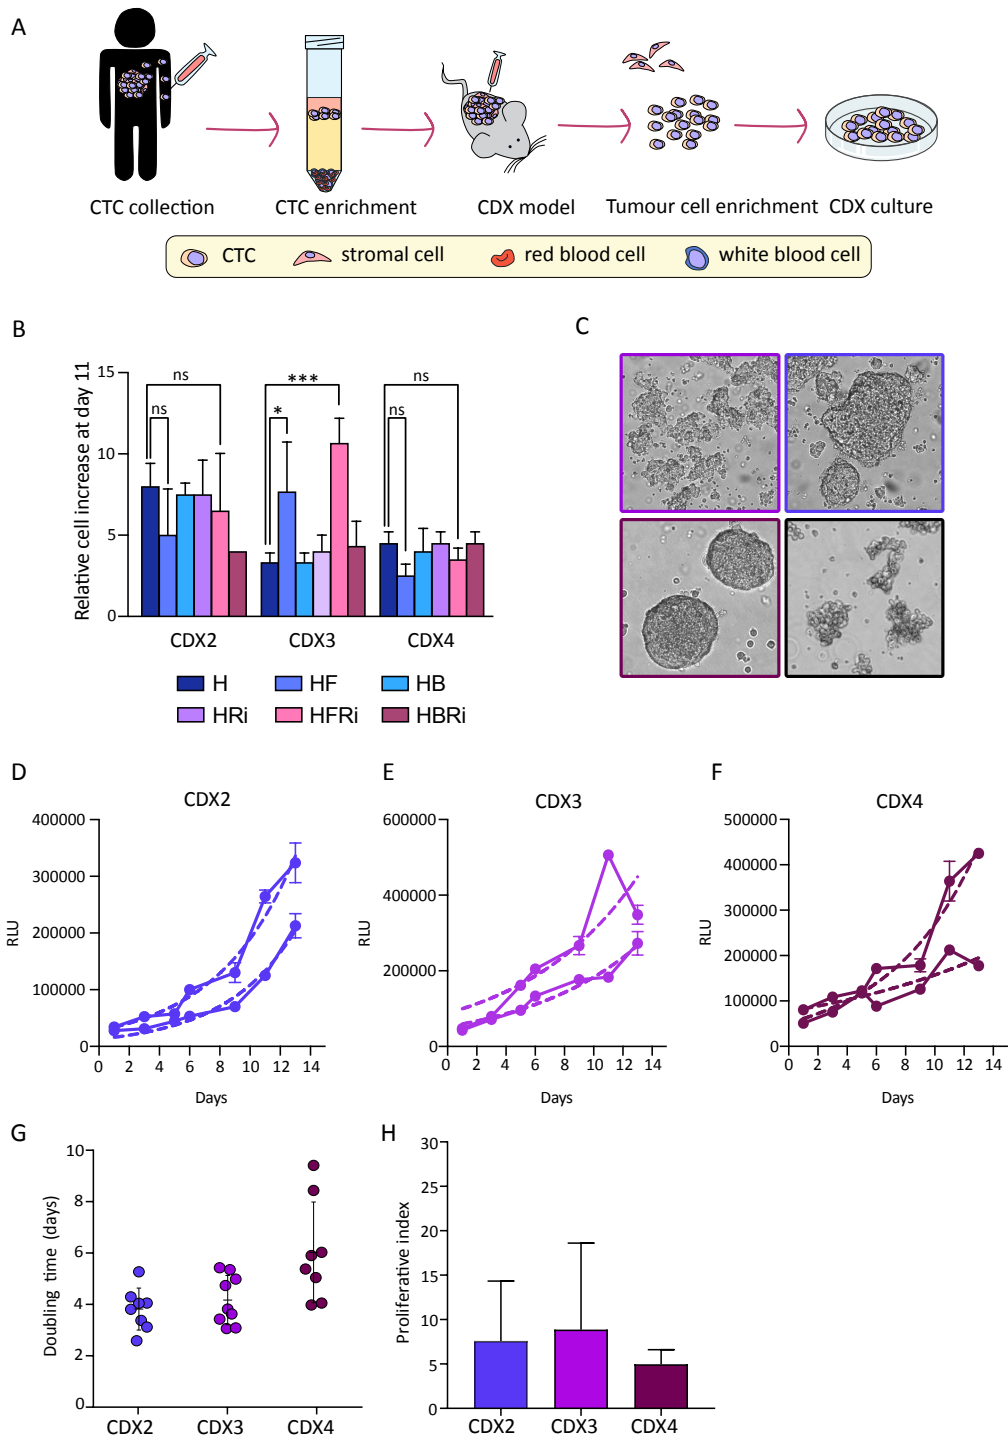 A
CTC collection
CTC enrichment
CDX model
Tumour cell enrichment
CDX culture
CTC
stromal cell
red blood cell
white blood cell
B
Relative cell increase at day 11
15
10
5
0
ns
ns
***
*
ns
ns
CDX2
CDX3
CDX4
H
HF
HB
HRi
HFRi
HBRi
C
D
CDX2
RLU
400000
300000
200000
100000
0
0 2 4 6 8 10 12 14
Days
E
CDX3
RLU
600000
400000
200000
0
0 2 4 6 8 10 12 14
Days
F
CDX4
RLU
500000
400000
300000
200000
100000
0
0 2 4 6 8 10 12 14
Days
G
Doubling time (days)
10
8
6
4
2
0
CDX2
CDX3
CDX4
H
Proliferative index
30
25
20
15
10
5
0
CDX2
CDX3
CDX4